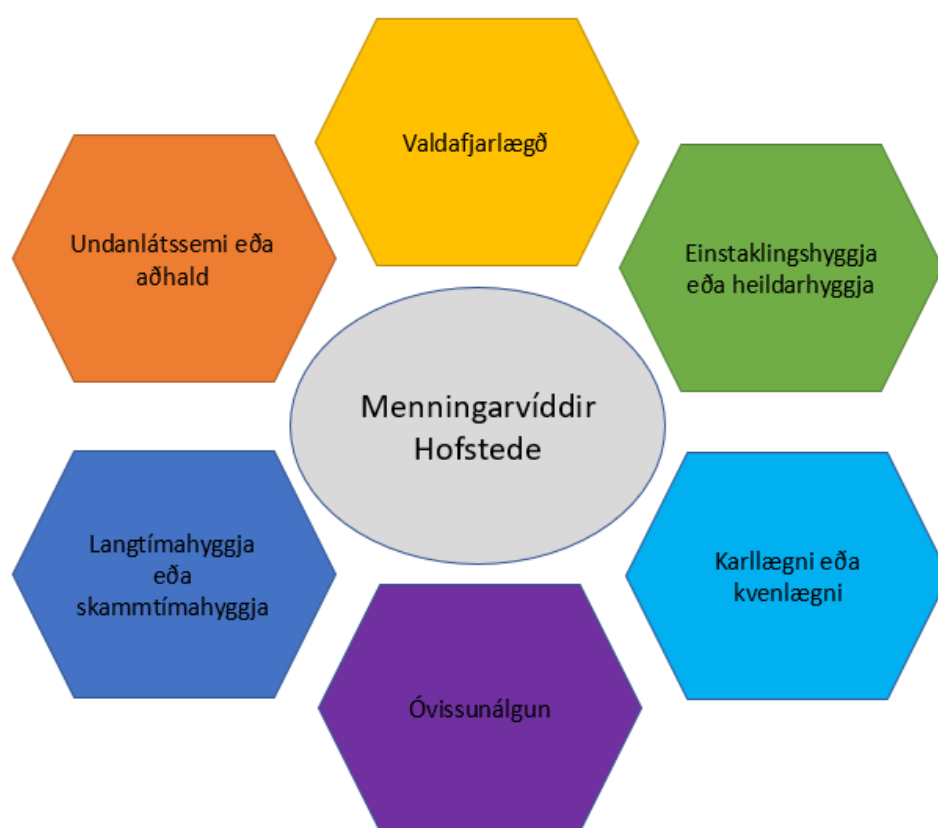 Valdafjarlægð
Undanlátssemi eða
aðhald
Einstaklingshyggja
eða heildarhyggja
Menningarvíddir
Hofstede
Langtímahyggja
eða
skammtímahyggja
Karllægni eða
kvenlægni
Óvissunálgun